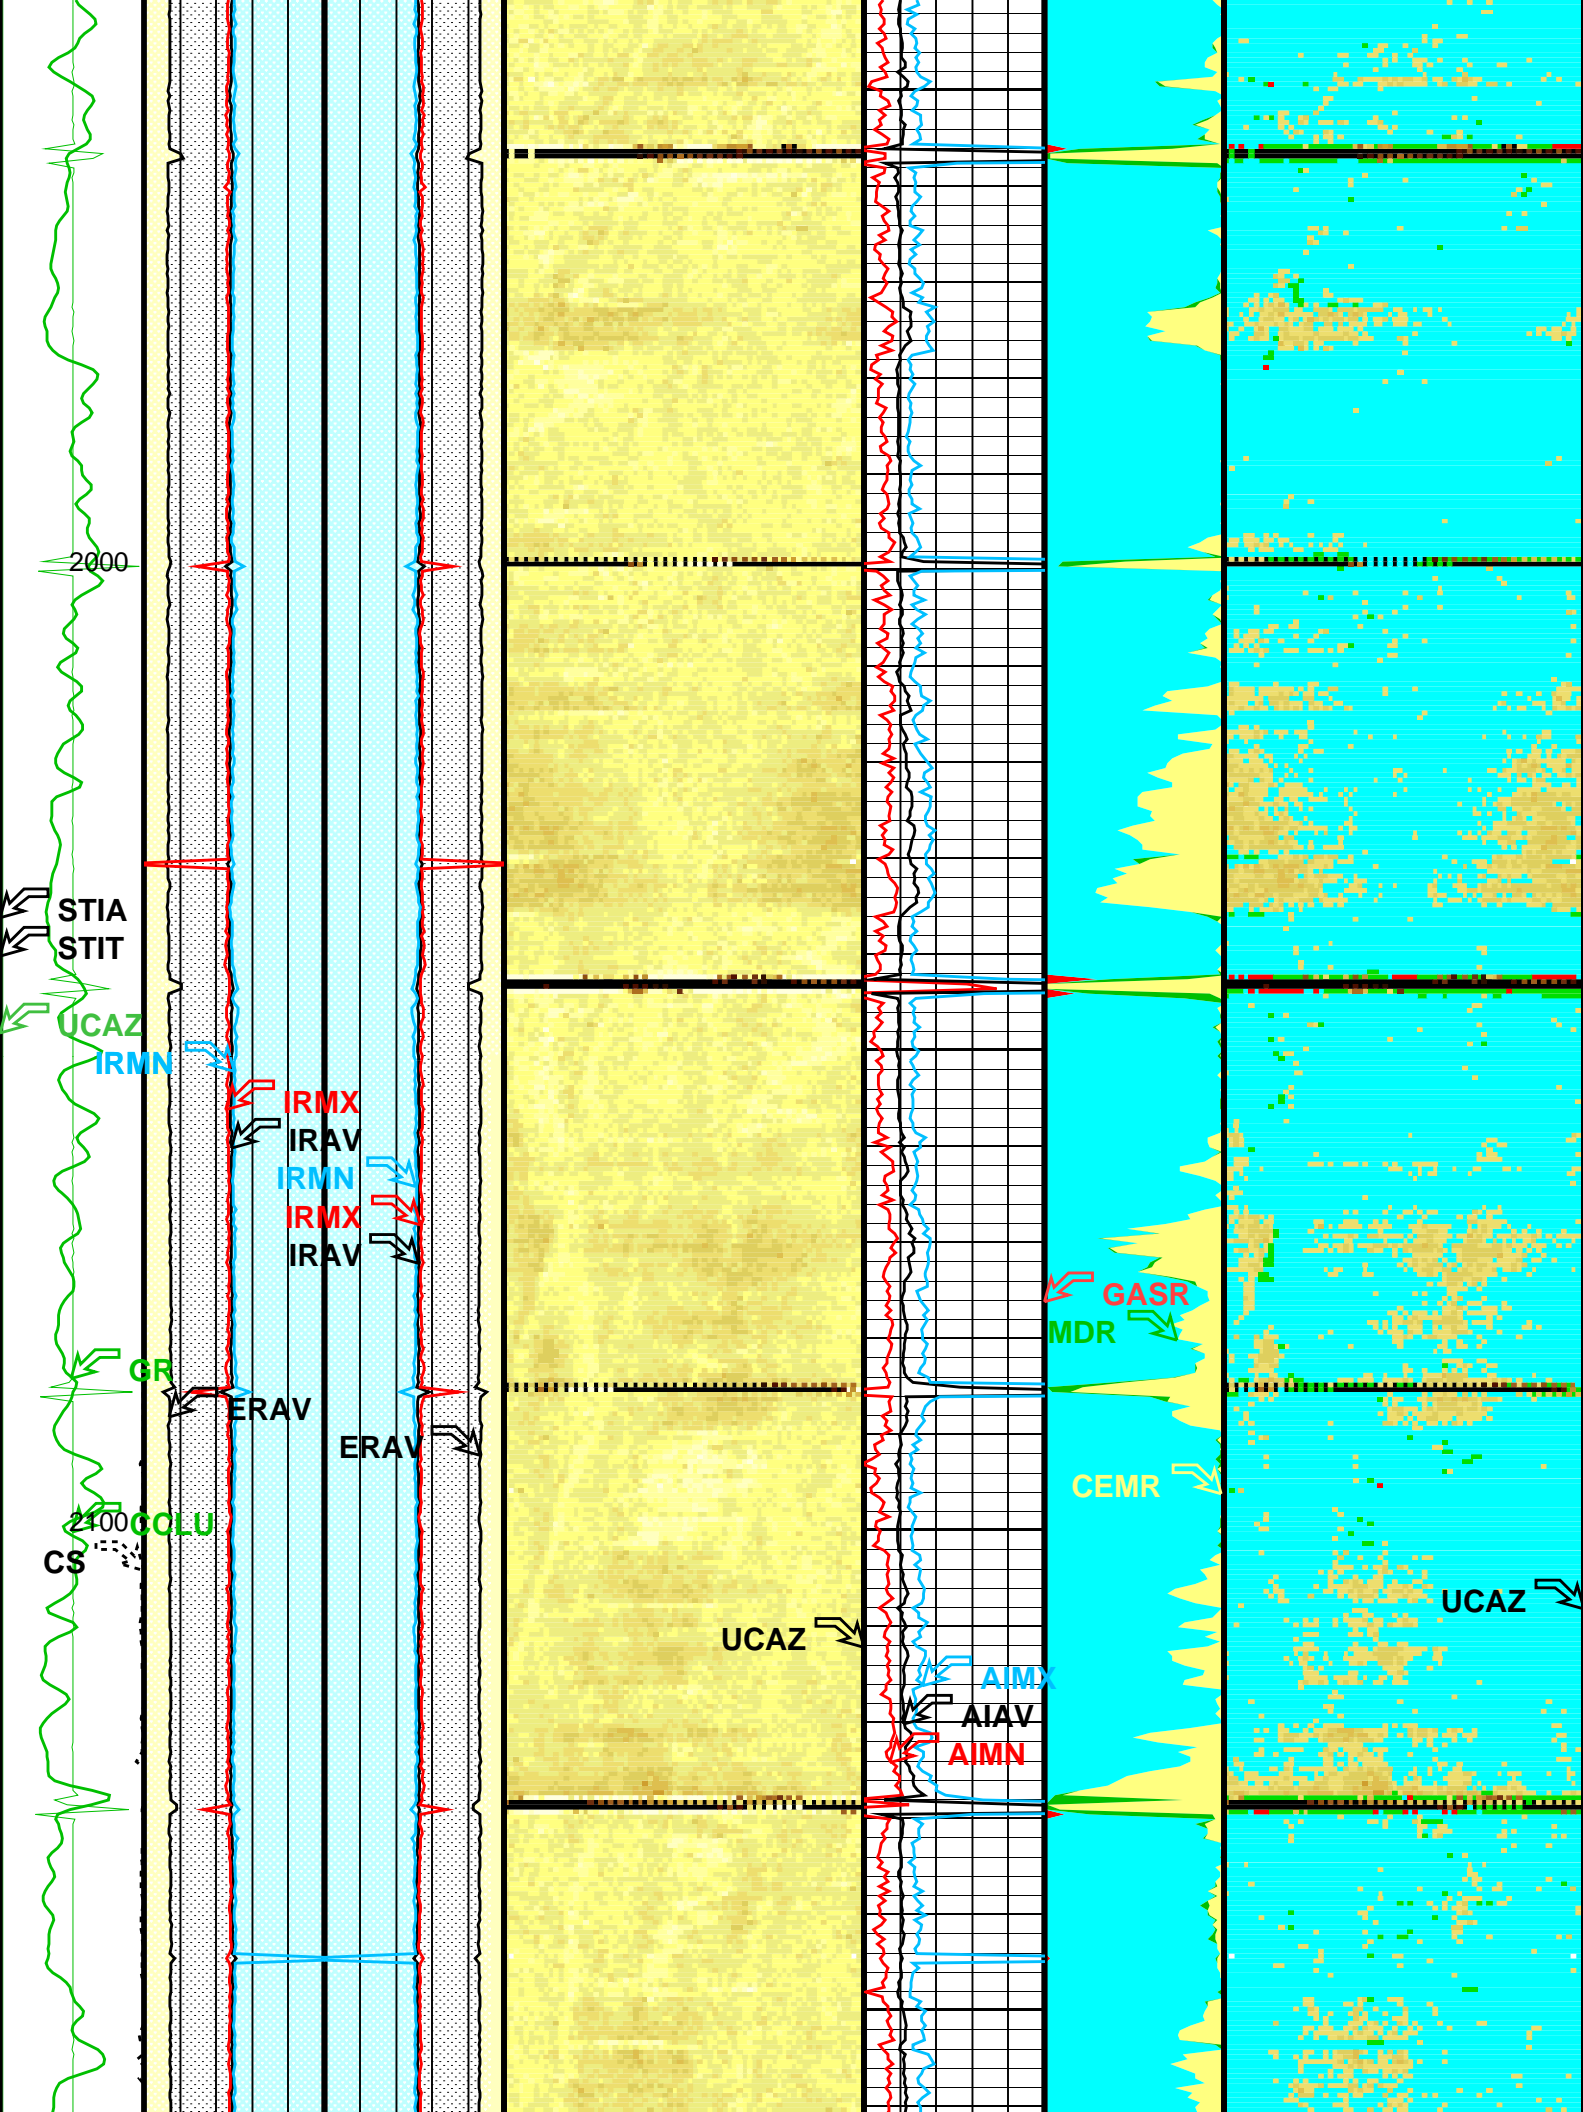 2000
STIA
STIT
UCAZ
IRMN
IRMX
IRAV
IRMN
IRMX
IRAV
GASR
MDR
GR
ERAV
ERAV
CEMR
2100
CCLU
CS
UCAZ
UCAZ
AIMX
AIAV
AIMN